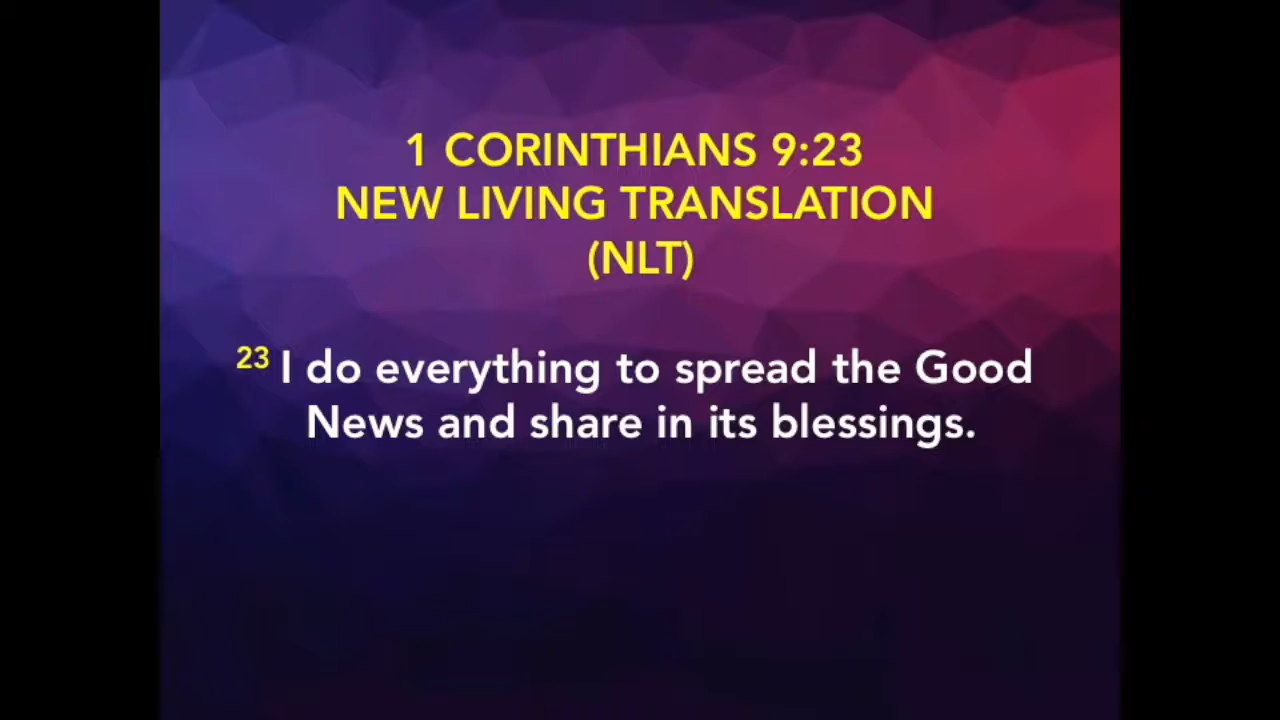 1 CORINTHIANS 9:23
NEW LIVING TRANSLATION
(NLT)
23 I do everything to spread the Good
News and share in its blessings.